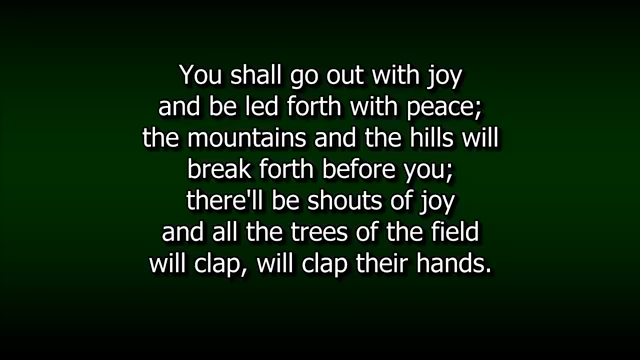 You shall go out with joy
and be led forth with peace;
the mountains and the hills will
break forth before you;
there'll be shouts of joy
and all the trees of the field
will clap, will clap their hands.